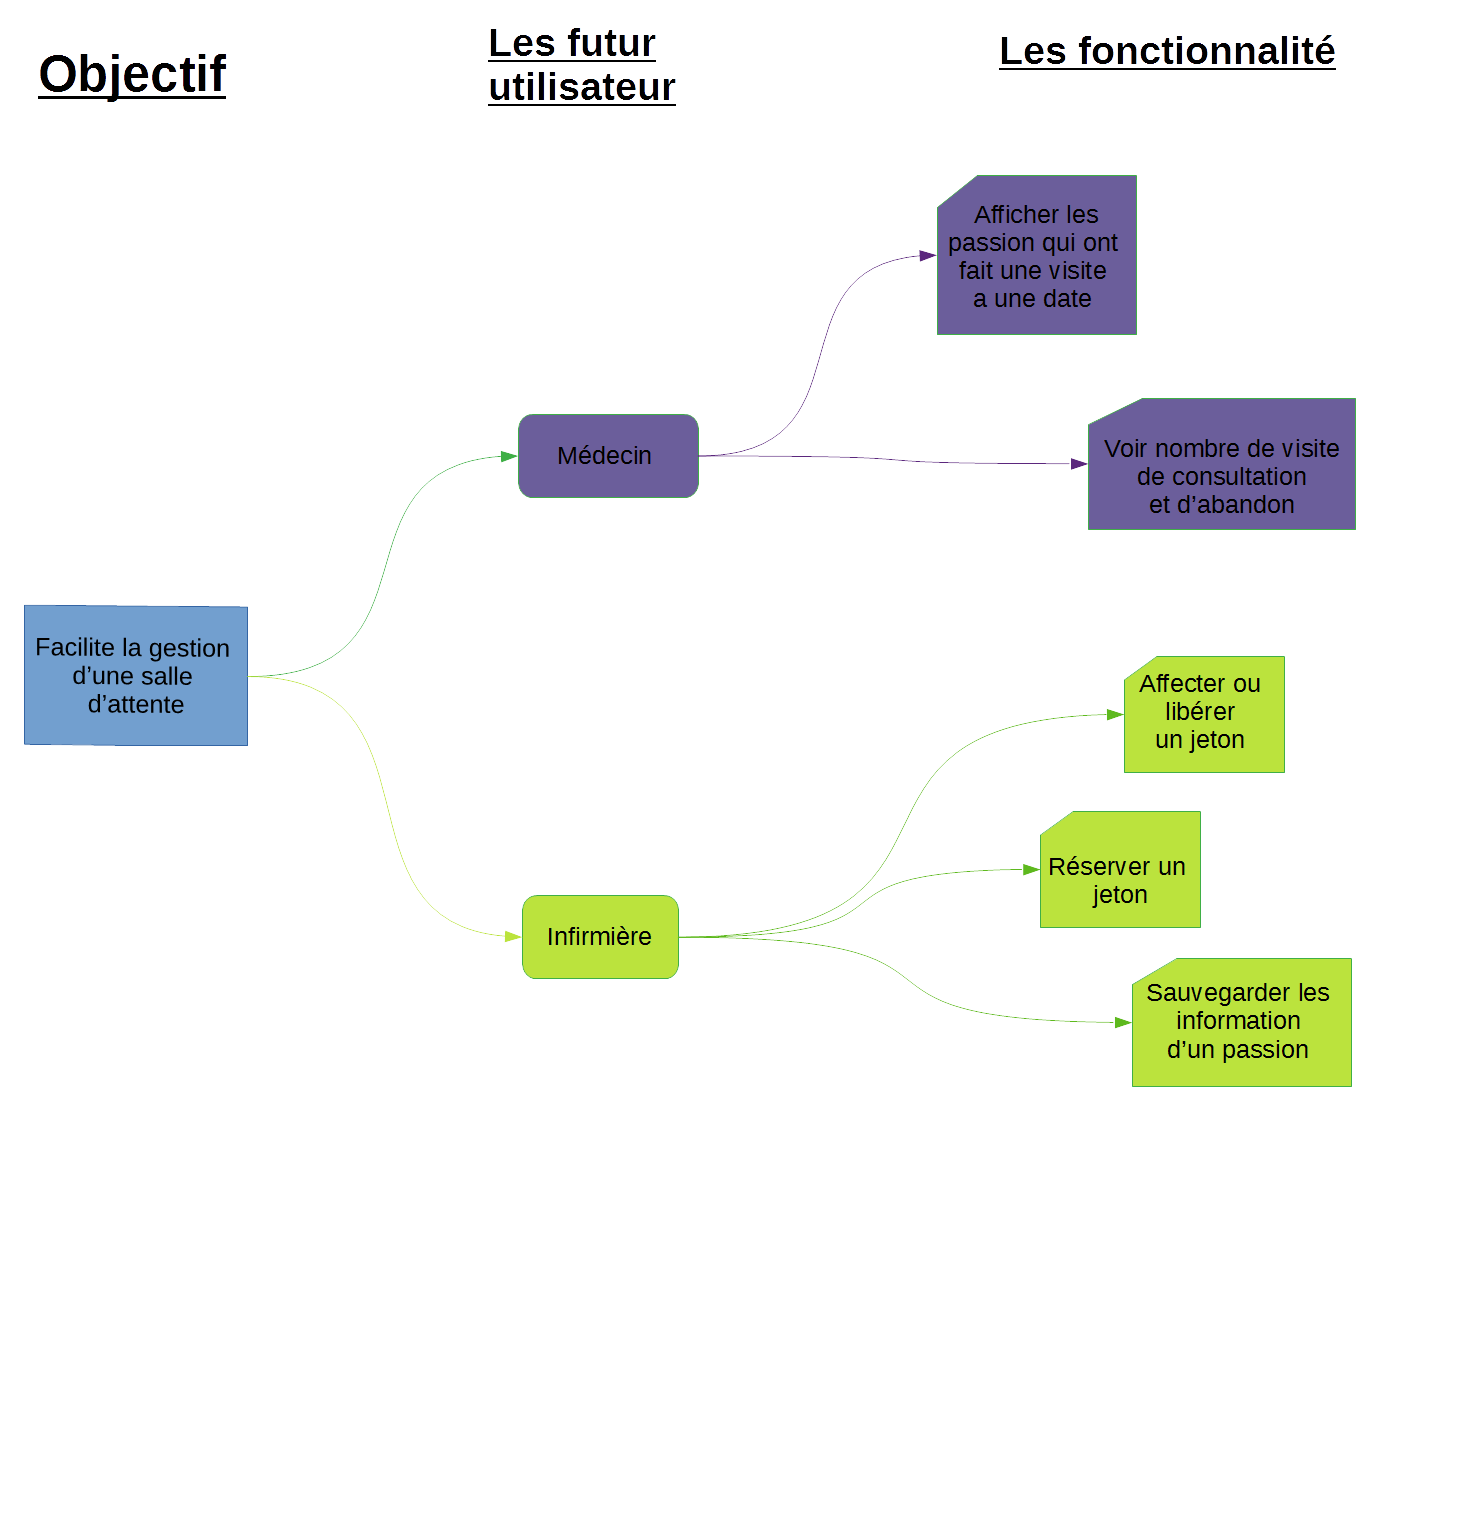 Objectif
Les futur
utilisateur
Les fonctionnalité
Afficher les
passion qui ont
fait une visite
a une date
Médecin
Voir nombre de visite
de consultation
et d’abandon
Facilite la gestion
d’une salle
d’attente
Affecter ou
libérer
un jeton
Réserver un
jeton
Infirmière
Sauvegarder les
information
d’un passion